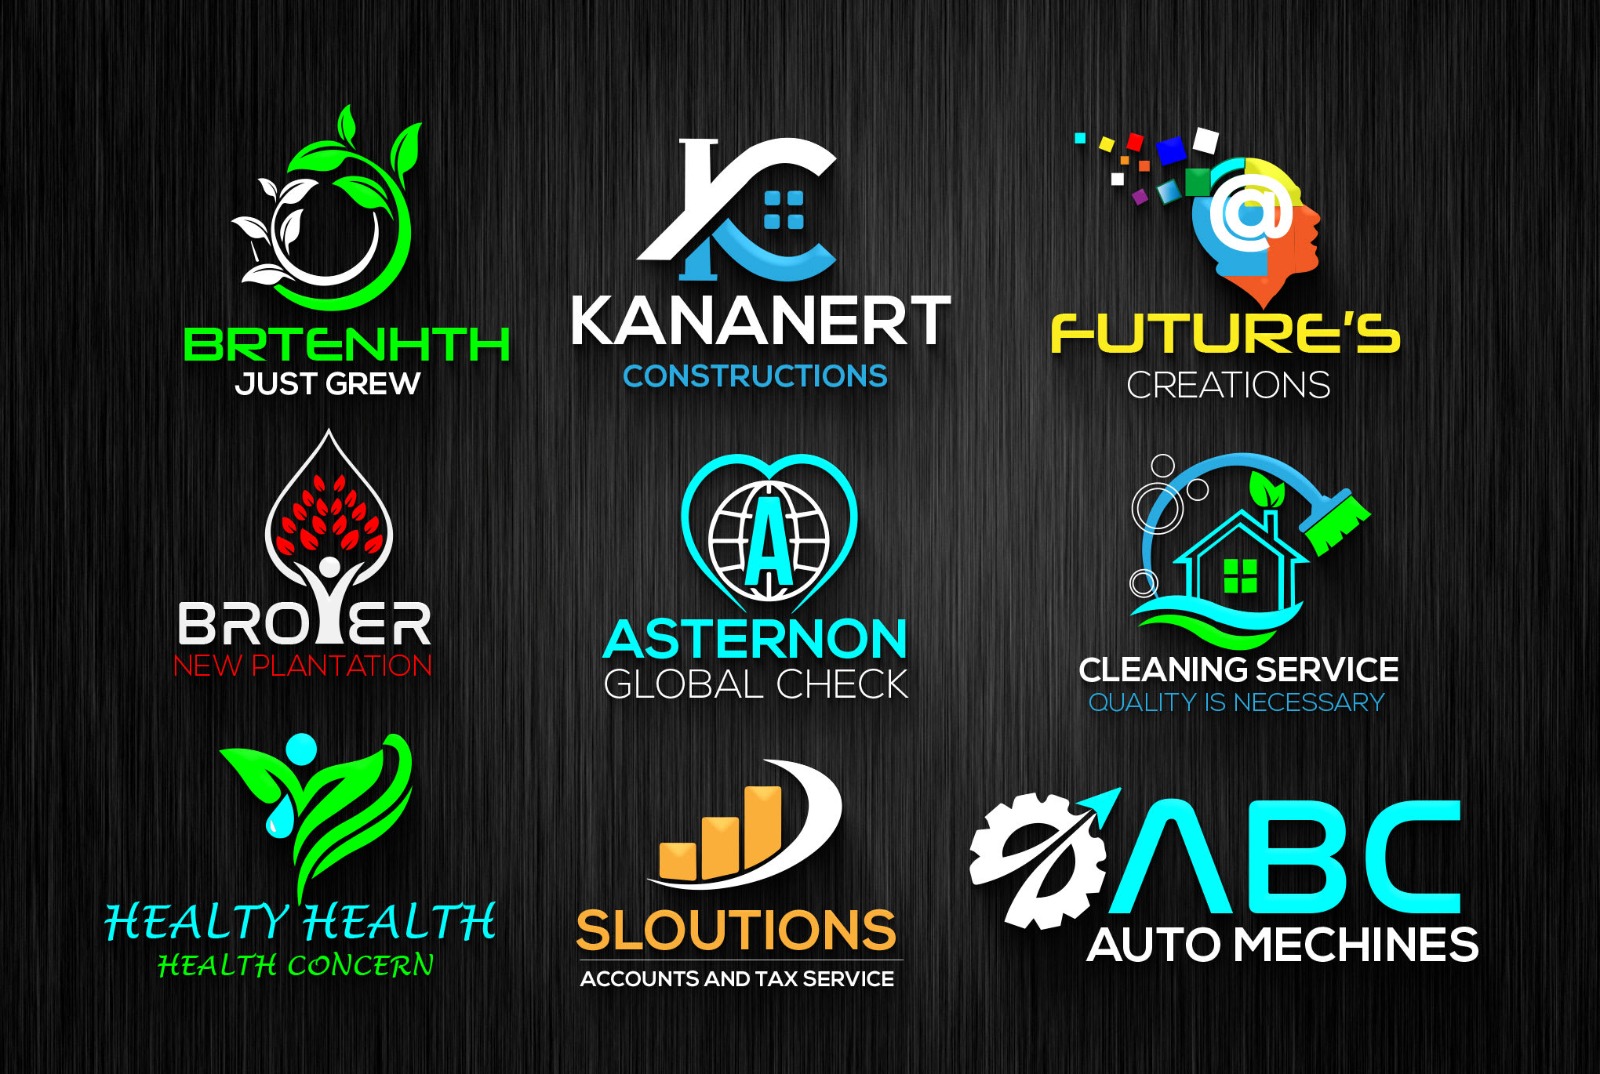 BRTENHTH
JUST GREW
KANANERT
CONSTRUCTIONS
@
FUTURE'S
CREATIONS
BROYER
NEW PLANTATION
A
ASTERNON
GLOBAL CHECK
CLEANING SERVICE
QUALITY IS NECESSARY
HEALTY HEALTH
HEALTH CONCERN
SLOUTIONS
ACCOUNTS AND TAX SERVICE
ABC
AUTO MECHINES